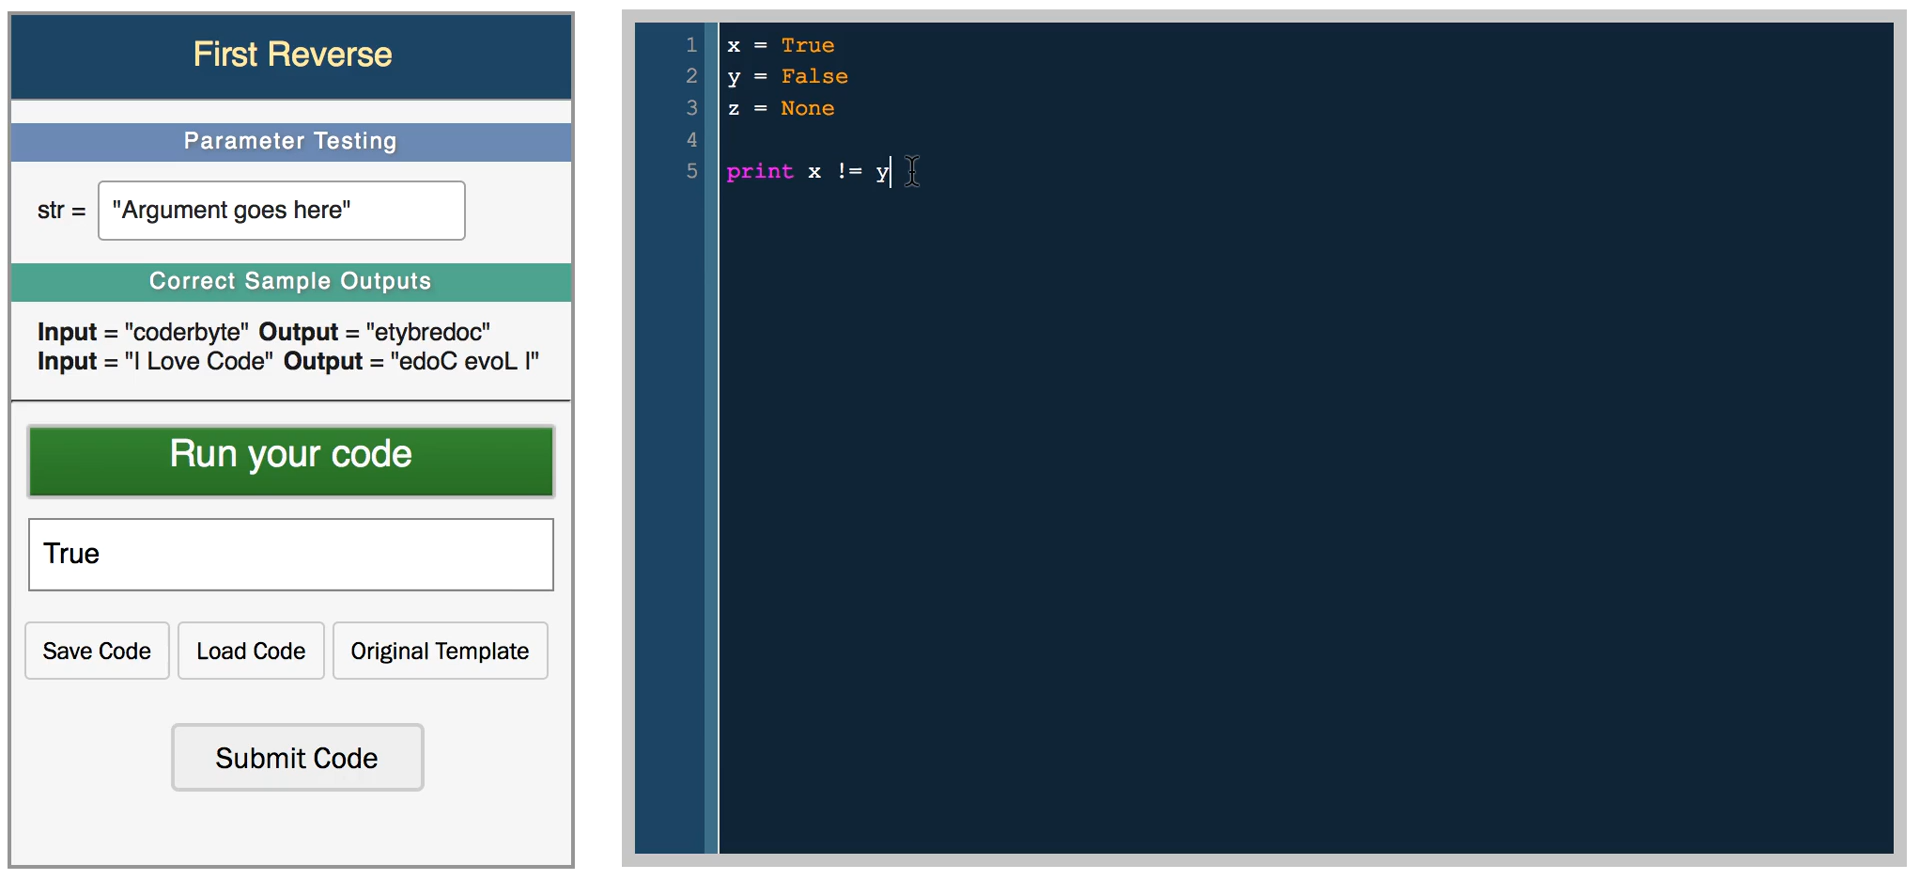 First Reverse
Parameter Testing
str = "Argument goes here"
Correct Sample Outputs
Input = "coderbyte" Output = "etybredoc"
Input = "I Love Code" Output = "edoC evoL I"
Run your code
True
Save Code Load Code Original Template
Submit Code
1 x = True
2 y = False
3 z = None
4
5 print x != y